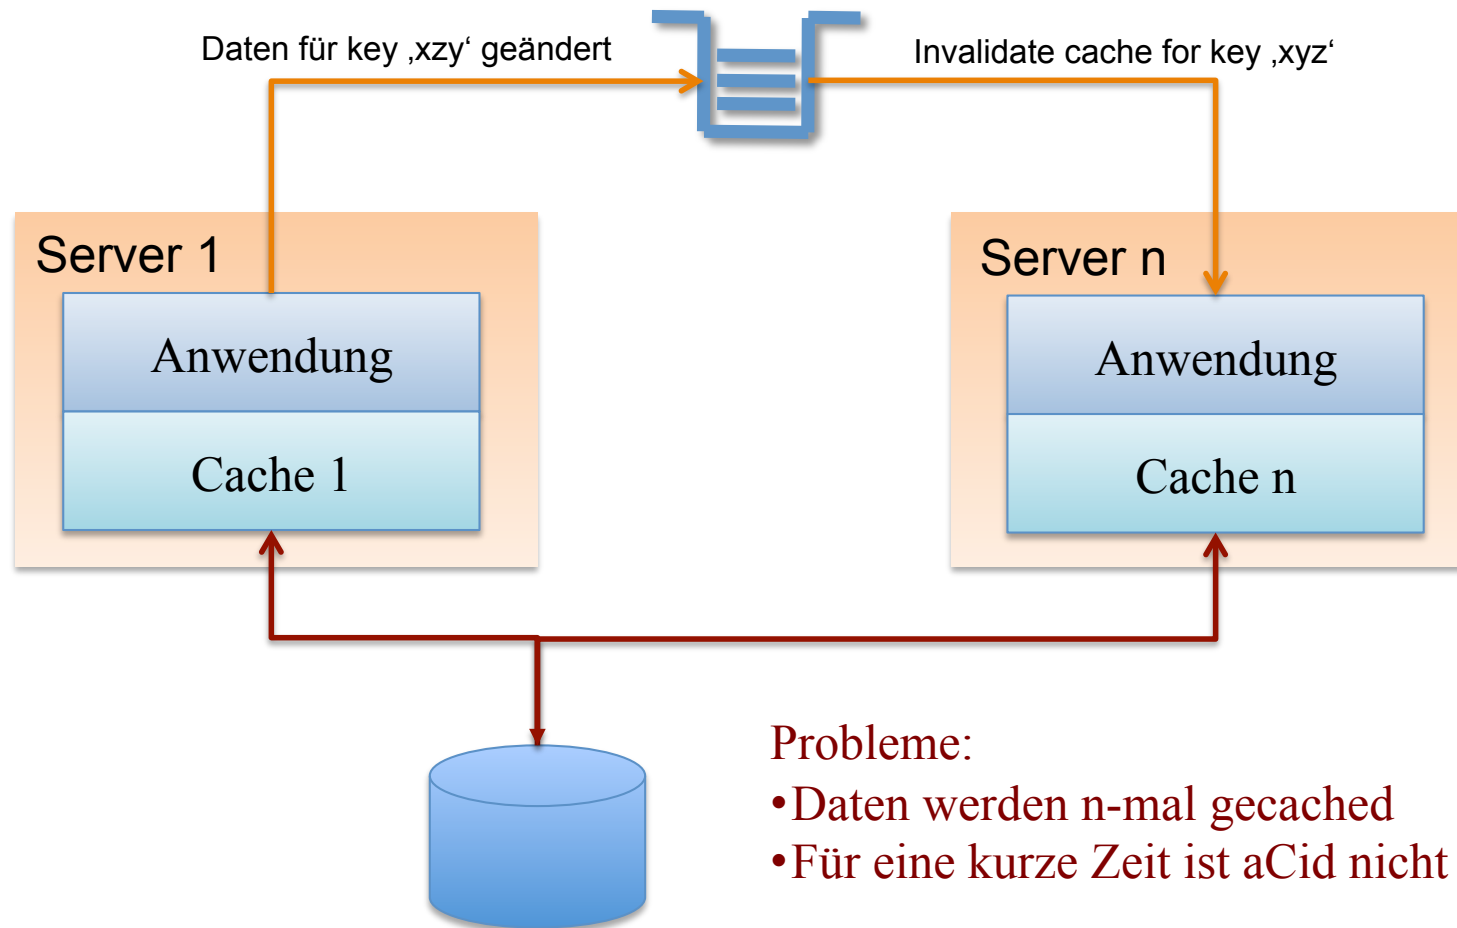 Daten für key ‚xzy‘ geändert
Invalidate cache for key ‚xyz‘
Server 1
Anwendung
Cache 1
Server n
Anwendung
Cache n
Probleme:
•Daten werden n-mal gecached
•Für eine kurze Zeit ist aCid nicht